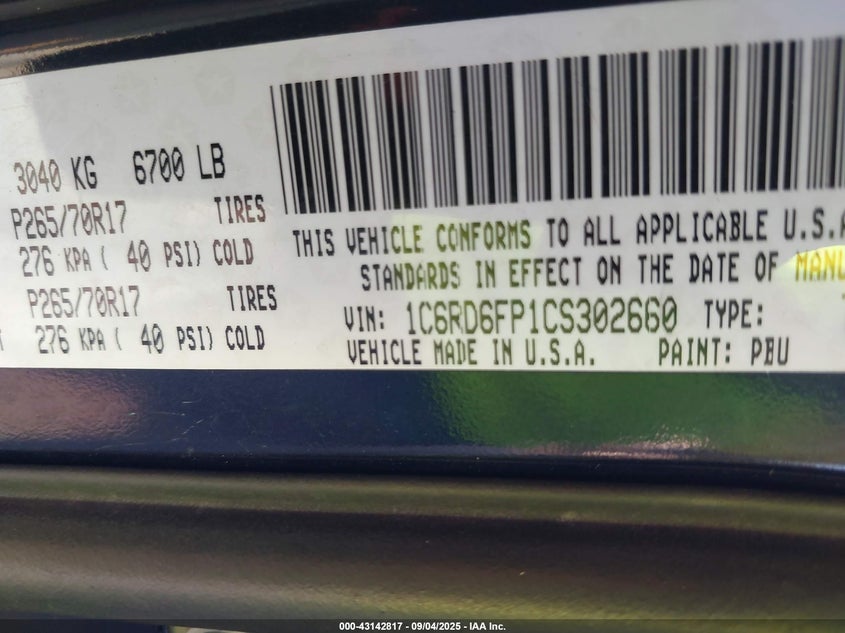 3040 KG 6700 LB
P265/70R17 TIRES
276 KPA ( 40 PSI) COLD
P265/70R17 TIRES
276 KPA ( 40 PSI) COLD
THIS VEHICLE CONFORMS TO ALL APPLICABLE U.S.A
STANDARDS IN EFFECT ON THE DATE OF MANU
VIN: 1C6RD6FP1CS302660 TYPE:
VEHICLE MADE IN U.S.A. PAINT: PBU
000-43142817 - 09/04/2025 - IAA Inc.